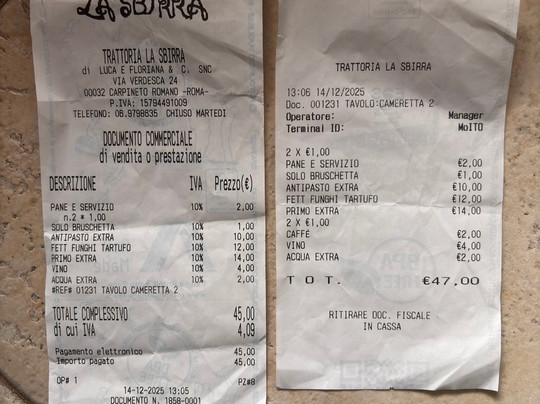 LA SBIRRA
TRATTORIA LA SBIRRA
di LUCA E FLORIANA & C. SNC
VIA VERDESCA 24
00032 CARPINETO ROMANO -ROMA-
P.IVA: 15794491009
TELEFONO: 06.9798835 CHIUSO MARTEDI
DOCUMENTO COMMERCIALE
di vendita o prestazione
DESCRIZIONE IVA Prezzo(€)
PANE E SERVIZIO 10% 2,00
n.2 * 1,00
SOLO BRUSCHETTA 10% 1,00
ANTIPASTO EXTRA 10% 10,00
FETT FUNGHI TARTUFO 10% 12,00
PRIMO EXTRA 10% 14,00
VINO 10% 4,00
ACQUA EXTRA 10% 2,00
#REF# 01231 TAVOLO CAMERETTA 2
TOTALE COMPLESSIVO 45,00
di cui IVA 4,09
Pagamento elettronico 45,00
Importo pagato 45,00
OP# 1 PZ#8
14-12-2025 13:05
DOCUMENTO N. 1858-0001
TRATTORIA LA SBIRRA
13:06 14/12/2025
Doc. 001231 TAVOLO:CAMERETTA 2
Operatore: Manager
Terminal ID: MoITO
2 X €1,00
PANE E SERVIZIO €2,00
SOLO BRUSCHETTA €1,00
ANTIPASTO EXTRA €10,00
FETT FUNGHI TARTUFO €12,00
PRIMO EXTRA €14,00
2 X €1,00
CAFFE €2,00
VINO €4,00
ACQUA EXTRA €2,00
T O T. €47,00
RITIRARE DOC. FISCALE
IN CASSA